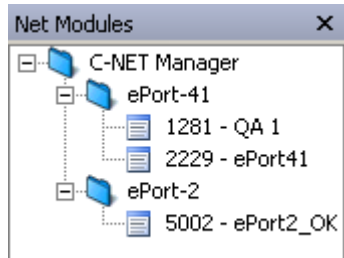 Net Modules
C-NET Manager
ePort-41
1281 - QA 1
2229 - ePort41
ePort-2
5002 - ePort2_OK